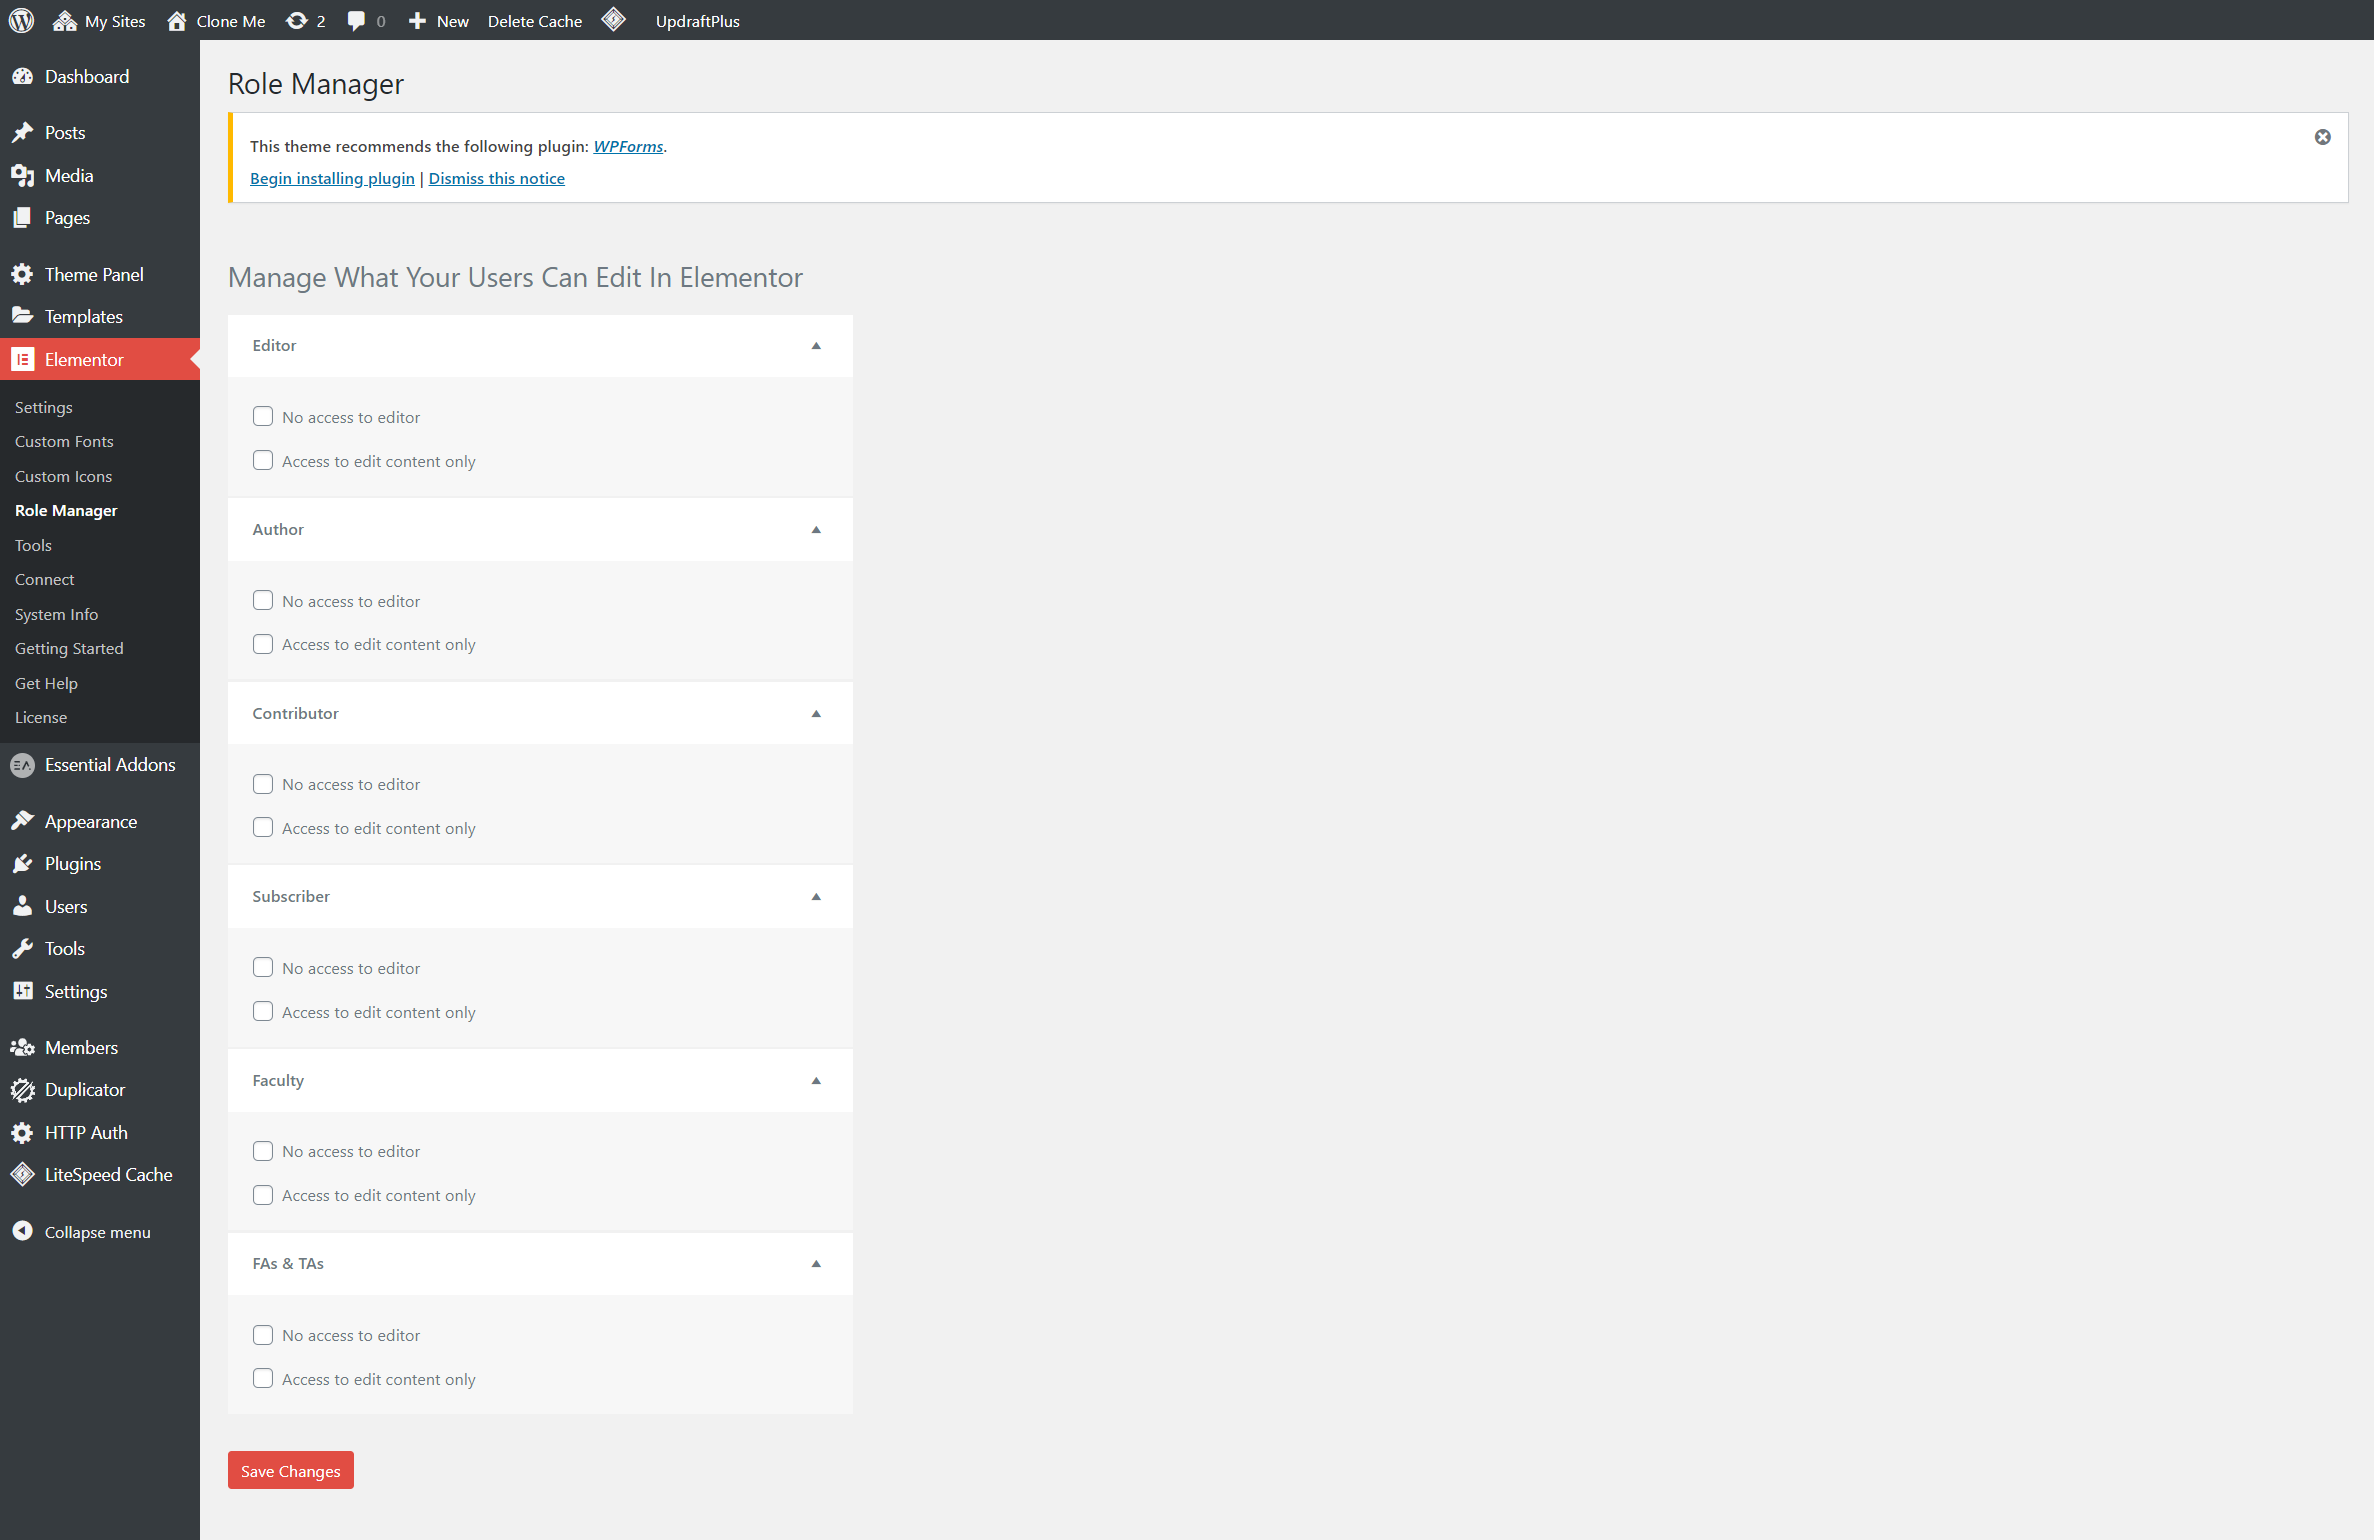 My Sites
Clone Me
2
0
New
Delete Cache
UpdraftPlus
Dashboard
Posts
Media
Pages
Theme Panel
Templates
Elementor
Settings
Custom Fonts
Custom Icons
Role Manager
Tools
Connect
System Info
Getting Started
Get Help
License
Essential Addons
Appearance
Plugins
Users
Tools
Settings
Members
Duplicator
HTTP Auth
LiteSpeed Cache
Collapse menu
Role Manager
This theme recommends the following plugin: WPForms.
Begin installing plugin | Dismiss this notice
Manage What Your Users Can Edit In Elementor
Editor
No access to editor
Access to edit content only
Author
No access to editor
Access to edit content only
Contributor
No access to editor
Access to edit content only
Subscriber
No access to editor
Access to edit content only
Faculty
No access to editor
Access to edit content only
FAs & TAs
No access to editor
Access to edit content only
Save Changes